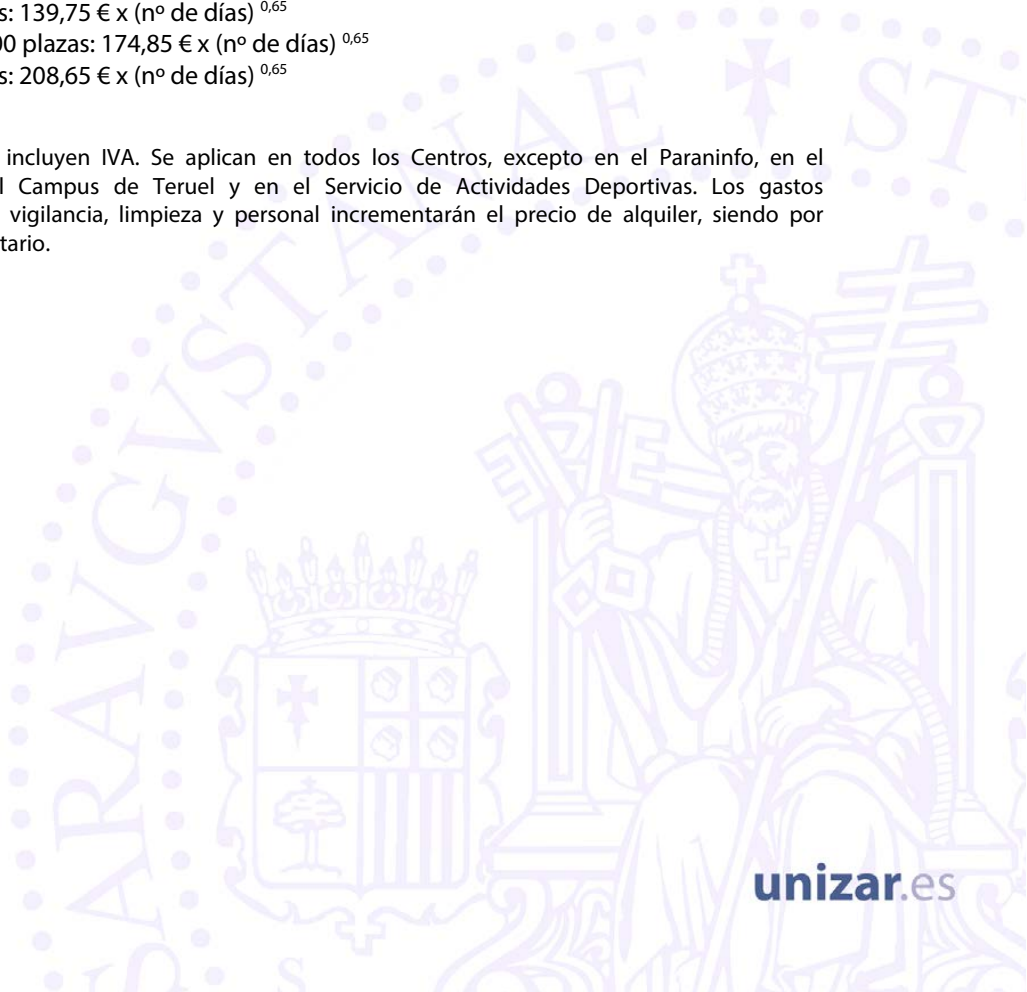 s: 139,75 € x (nº de días) 0,65
00 plazas: 174,85 € x (nº de días) 0,65
s: 208,65 € x (nº de días) 0,65
incluyen IVA. Se aplican en todos los Centros, excepto en el Paraninfo, en el
l Campus de Teruel y en el Servicio de Actividades Deportivas. Los gastos
vigilancia, limpieza y personal incrementarán el precio de alquiler, siendo por
tario.
SARAVGVSTANAE ST
S
unizar.es